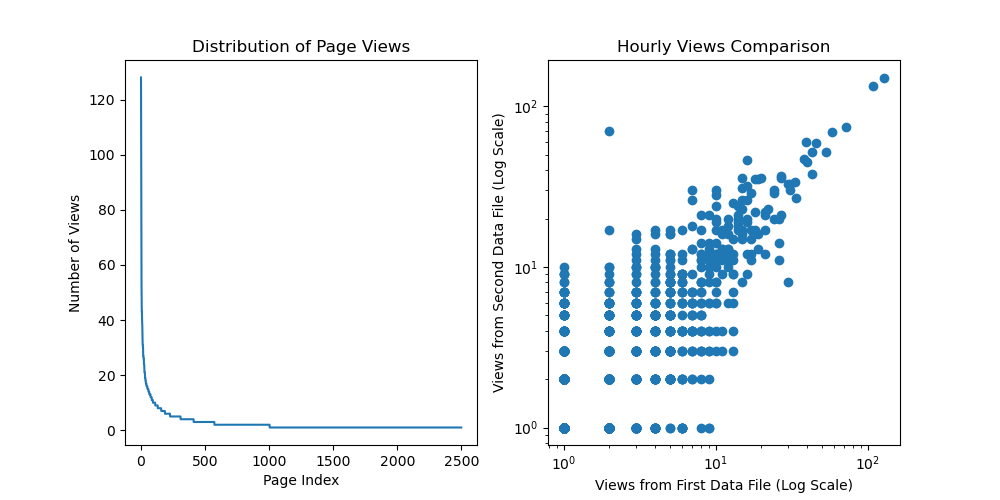 Distribution of Page Views
Number of Views
120
100
80
60
40
20
0
0 500 1000 1500 2000 2500
Page Index
Hourly Views Comparison
Views from Second Data File (Log Scale)
10²
10¹
10⁰
10⁰ 10¹ 10²
Views from First Data File (Log Scale)